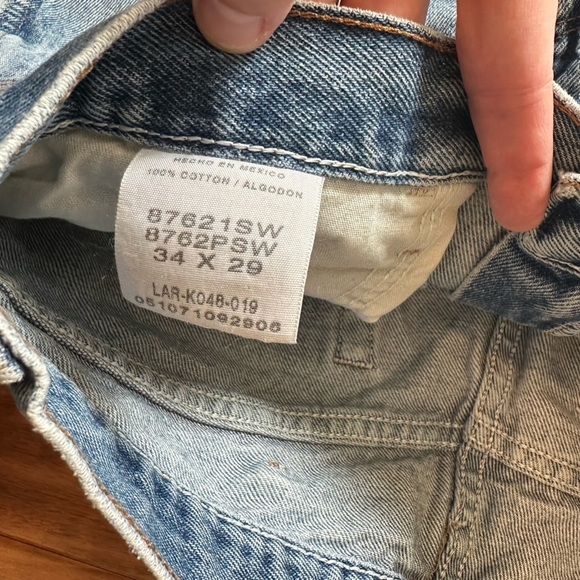 HECHO EN MEXICO
100% COTTON / ALGODON
87621SW
8762PSW
34 X 29
LAR-K048-019
051071092906